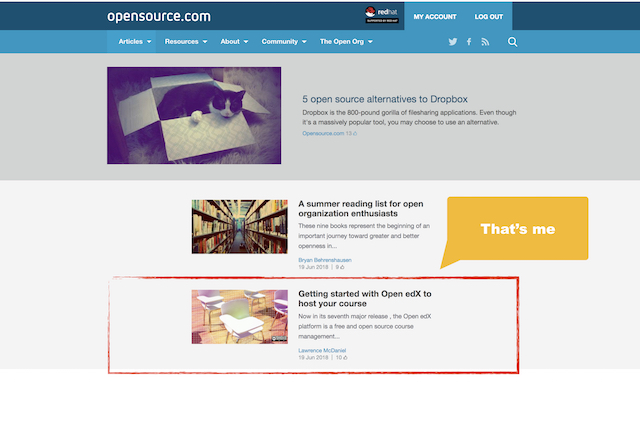 opensource.com
redhat
SUPPORTED BY RED HAT
MY ACCOUNT
LOG OUT
Articles
Resources
About
Community
The Open Org
5 open source alternatives to Dropbox
Dropbox is the 800-pound gorilla of filesharing applications. Even though
it's a massively popular tool, you may choose to use an alternative.
Opensource.com 13
A summer reading list for open
organization enthusiasts
These nine books represent the beginning of an
important journey toward greater and better
openness in...
Bryan Behrenshausen
19 Jun 2018 | 9
That's me
Getting started with Open edX to
host your course
Now in its seventh major release , the Open edX
platform is a free and open source course
management...
Lawrence McDaniel
19 Jun 2018 | 10